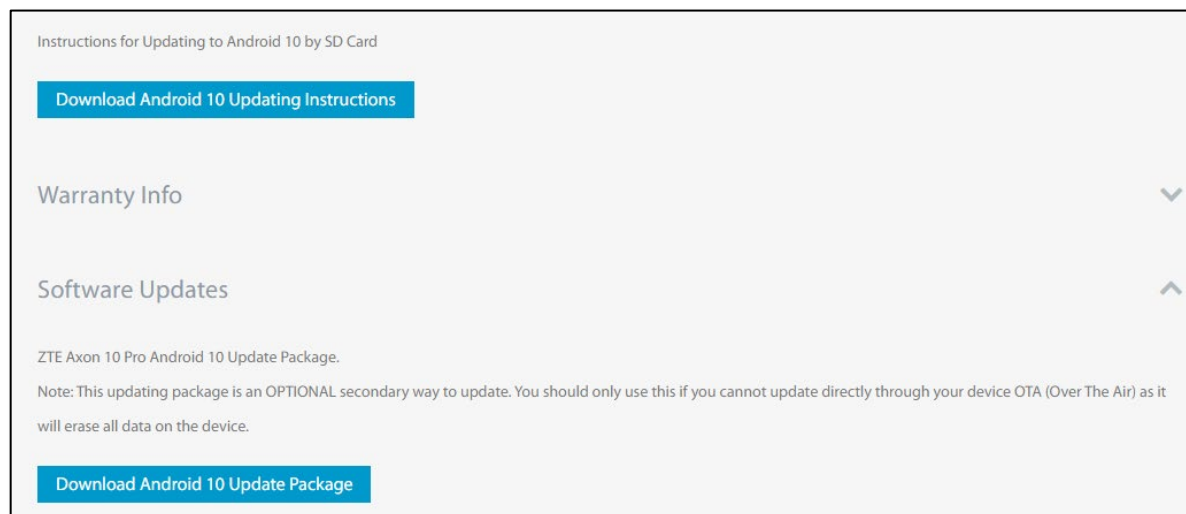 Instructions for Updating to Android 10 by SD Card
Download Android 10 Updating Instructions
Warranty Info
Software Updates
ZTE Axon 10 Pro Android 10 Update Package.
Note: This updating package is an OPTIONAL secondary way to update. You should only use this if you cannot update directly through your device OTA (Over The Air) as it
will erase all data on the device.
Download Android 10 Update Package